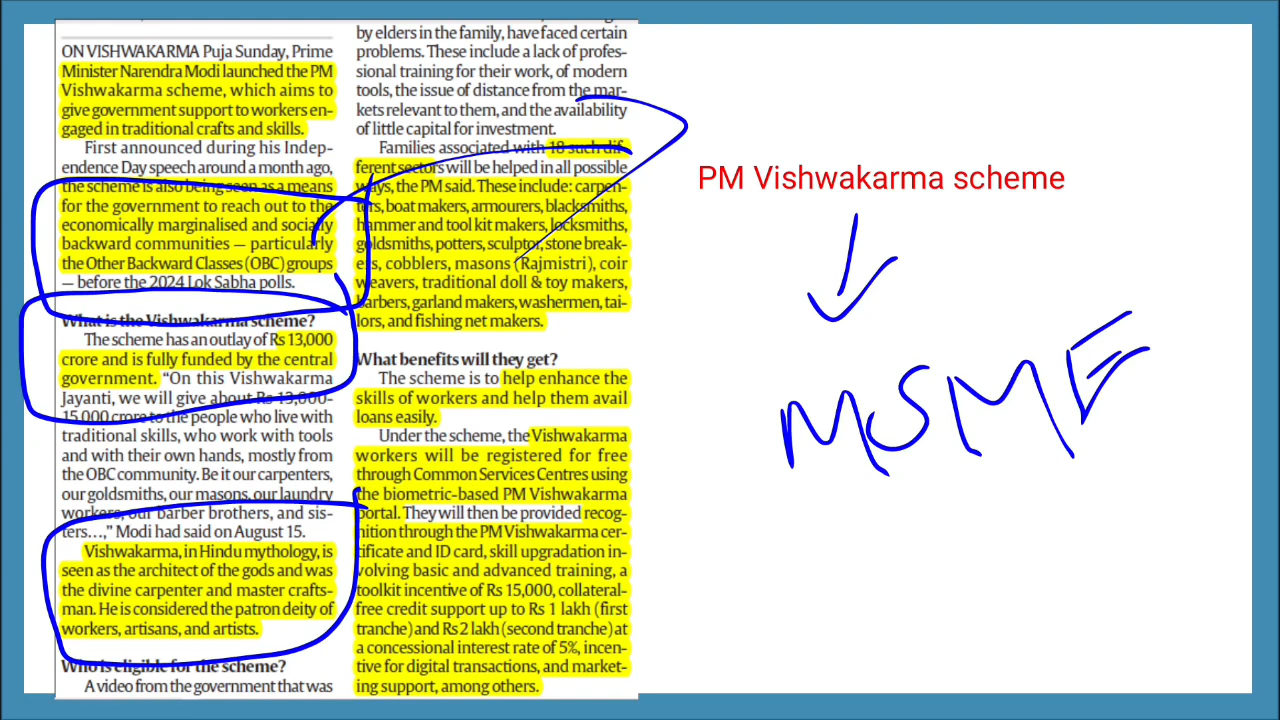 ON VISHWAKARMA Puja Sunday, Prime
Minister Narendra Modi launched the PM
Vishwakarma scheme, which aims to
give government support to workers en-
gaged in traditional crafts and skills.
First announced during his Indep-
endence Day speech around a month ago,
the scheme is also being seen as a means
for the government to reach out to the
economically marginalised and socially
backward communities — particularly
the Other Backward Classes (OBC) groups
— before the 2024 Lok Sabha polls.
What is the Vishwakarma scheme?
The scheme has an outlay of Rs 13,000
crore and is fully funded by the central
government. “On this Vishwakarma
Jayanti, we will give about Rs 13,000-
15,000 crore to the people who live with
traditional skills, who work with tools
and with their own hands, mostly from
the OBC community. Be it our carpenters,
our goldsmiths, our masons, our laundry
workers, our barber brothers, and sis-
ters…,” Modi had said on August 15.
Vishwakarma, in Hindu mythology, is
seen as the architect of the gods and was
the divine carpenter and master crafts-
man. He is considered the patron deity of
workers, artisans, and artists.
Who is eligible for the scheme?
A video from the government that was
by elders in the family, have faced certain
problems. These include a lack of profes-
sional training for their work, of modern
tools, the issue of distance from the mar-
kets relevant to them, and the availability
of little capital for investment.
Families associated with 18 such dif-
ferent sectors will be helped in all possible
ways, the PM said. These include: carpen-
ters, boat makers, armourers, blacksmiths,
hammer and tool kit makers, locksmiths,
goldsmiths, potters, sculptor, stone break-
ers, cobblers, masons (Rajmistri), coir
weavers, traditional doll & toy makers,
barbers, garland makers, washermen, tai-
lors, and fishing net makers.
What benefits will they get?
The scheme is to help enhance the
skills of workers and help them avail
loans easily.
Under the scheme, the Vishwakarma
workers will be registered for free
through Common Services Centres using
the biometric-based PM Vishwakarma
portal. They will then be provided recog-
nition through the PM Vishwakarma cer-
tificate and ID card, skill upgradation in-
volving basic and advanced training, a
toolkit incentive of Rs 15,000, collateral-
free credit support up to Rs 1 lakh (first
tranche) and Rs 2 lakh (second tranche) at
a concessional interest rate of 5%, incen-
tive for digital transactions, and market-
ing support, among others.
PM Vishwakarma scheme
MSME